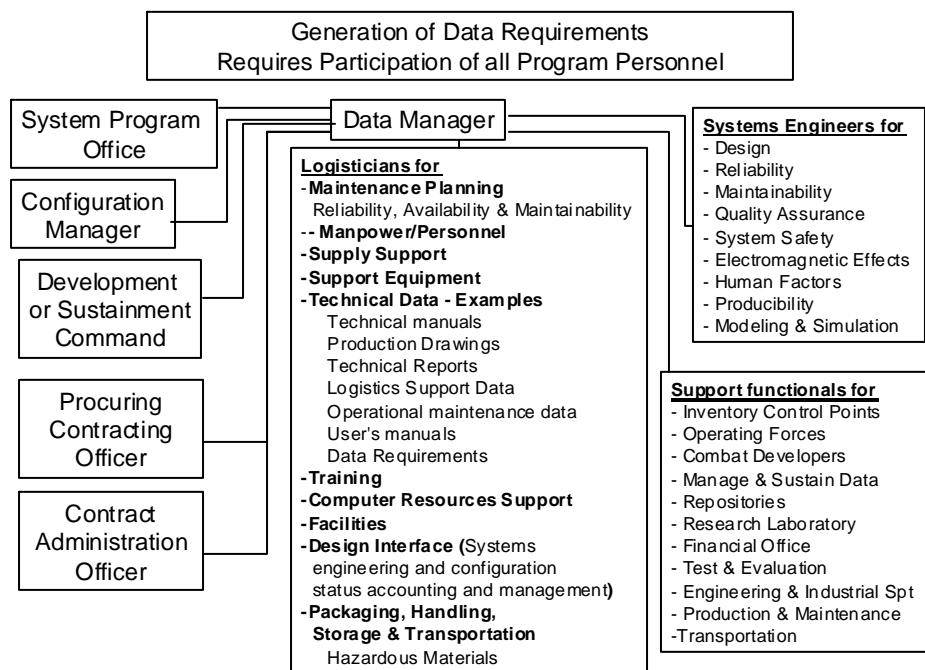 Generation of Data Requirements
Requires Participation of all Program Personnel
System Program
Office
Configuration
Manager
Development
or Sustainment
Command
Procuring
Contracting
Officer
Contract
Administration
Officer
Data Manager
Logisticians for
-Maintenance Planning
Reliability, Availability & Maintainability
-- Manpower/Personnel
-Supply Support
-Support Equipment
-Technical Data - Examples
Technical manuals
Production Drawings
Technical Reports
Logistics Support Data
Operational maintenance data
User's manuals
Data Requirements
-Training
-Computer Resources Support
-Facilities
-Design Interface (Systems
engineering and configuration
status accounting and management)
-Packaging, Handling,
Storage & Transportation
Hazardous Materials
Systems Engineers for
- Design
- Reliability
- Maintainability
- Quality Assurance
- System Safety
- Electromagnetic Effects
- Human Factors
- Producibility
- Modeling & Simulation
Support functionals for
- Inventory Control Points
- Operating Forces
- Combat Developers
- Manage & Sustain Data
- Repositories
- Research Laboratory
- Financial Office
- Test & Evaluation
- Engineering & Industrial Spt
- Production & Maintenance
-Transportation